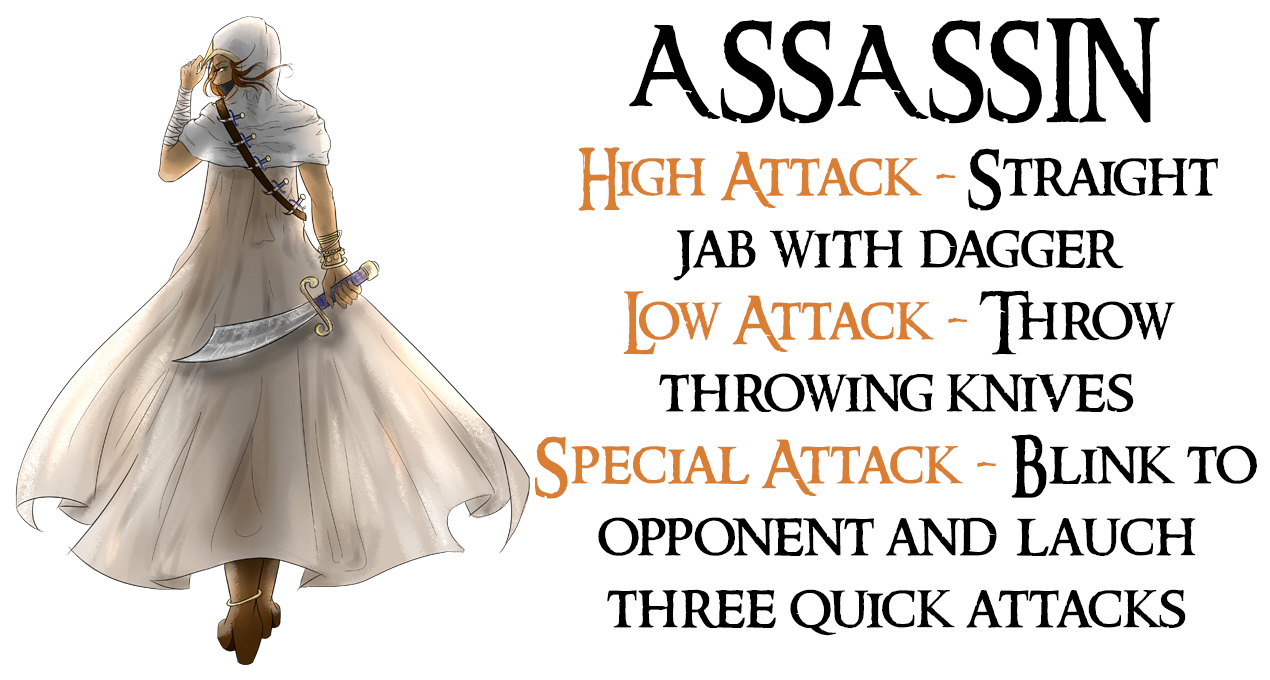 ASSASSIN
HIGH ATTACK - STRAIGHT
JAB WITH DAGGER
LOW ATTACK - THROW
THROWING KNIVES
SPECIAL ATTACK - BLINK TO
OPPONENT AND LAUCH
THREE QUICK ATTACKS